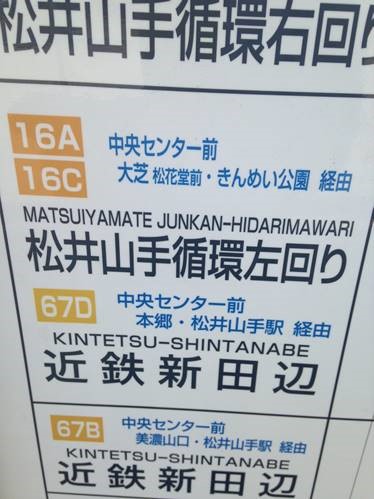 松井山手循環右回り
16A 中央センター前
16C 大芝 松花堂前・きんめい公園 経由
MATSUIYAMATE JUNKAN-HIDARIMAWARI
松井山手循環左回り
67D 中央センター前
本郷・松井山手駅 経由
KINTETSU-SHINTANABE
近鉄新田辺
67B 中央センター前
美濃山口・松井山手駅 経由
KINTETSU-SHINTANABE
近鉄新田辺